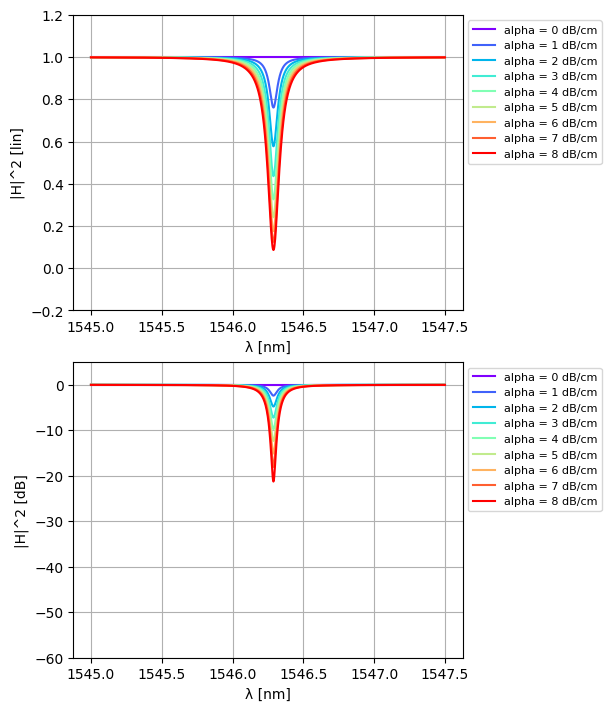 1.2
1.0
0.8
0.6
0.4
0.2
0.0
−0.2
|H|^2 [lin]
1545.0 1545.5 1546.0 1546.5 1547.0 1547.5
λ [nm]
alpha = 0 dB/cm
alpha = 1 dB/cm
alpha = 2 dB/cm
alpha = 3 dB/cm
alpha = 4 dB/cm
alpha = 5 dB/cm
alpha = 6 dB/cm
alpha = 7 dB/cm
alpha = 8 dB/cm
0
−10
−20
−30
−40
−50
−60
|H|^2 [dB]
1545.0 1545.5 1546.0 1546.5 1547.0 1547.5
λ [nm]
alpha = 0 dB/cm
alpha = 1 dB/cm
alpha = 2 dB/cm
alpha = 3 dB/cm
alpha = 4 dB/cm
alpha = 5 dB/cm
alpha = 6 dB/cm
alpha = 7 dB/cm
alpha = 8 dB/cm